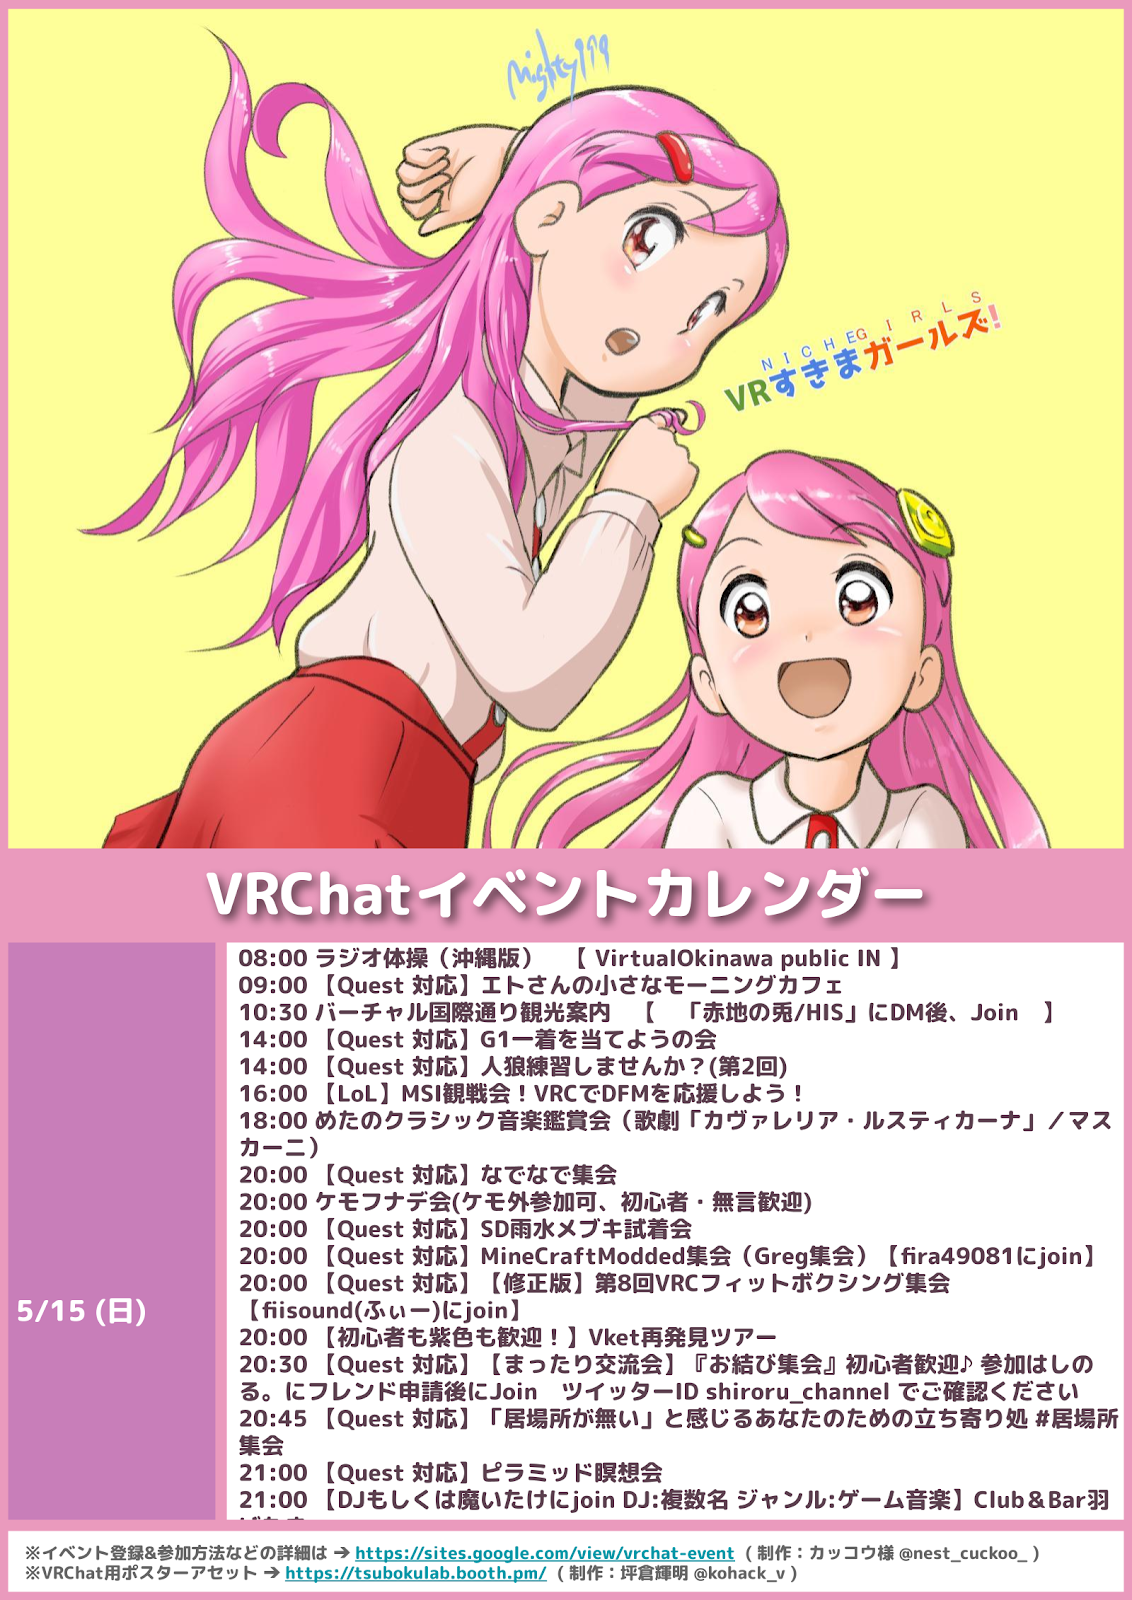 mighty199
NICHE GIRLS
VRすきまガールズ!
VRChatイベントカレンダー
5/15 (日)
08:00 ラジオ体操（沖縄版）　【 VirtualOkinawa public IN 】
09:00 【Quest 対応】エトさんの小さなモーニングカフェ
10:30 バーチャル国際通り観光案内　【　「赤地の兎/HIS」にDM後、Join　】
14:00 【Quest 対応】G1一着を当てようの会
14:00 【Quest 対応】人狼練習しませんか？(第2回)
16:00 【LoL】MSI観戦会！VRCでDFMを応援しよう！
18:00 めたのクラシック音楽鑑賞会（歌劇「カヴァレリア・ルスティカーナ」／マス
カーニ）
20:00 【Quest 対応】なでなで集会
20:00 ケモフナデ会(ケモ外参加可、初心者・無言歓迎)
20:00 【Quest 対応】SD雨水メブキ試着会
20:00 【Quest 対応】MineCraftModded集会（Greg集会）【fira49081にjoin】
20:00 【Quest 対応】【修正版】第8回VRCフィットボクシング集会
【fiisound(ふぃー)にjoin】
20:00 【初心者も紫色も歓迎！】Vket再発見ツアー
20:30 【Quest 対応】【まったり交流会】『お結び集会』初心者歓迎♪ 参加はしの
る。にフレンド申請後にJoin　ツイッターID shiroru_channel でご確認ください
20:45 【Quest 対応】「居場所が無い」と感じるあなたのための立ち寄り処 #居場所
集会
21:00 【Quest 対応】ピラミッド瞑想会
21:00 【DJもしくは魔いたけにjoin DJ:複数名 ジャンル:ゲーム音楽】Club＆Bar羽
※イベント登録&参加方法などの詳細は ➔ https://sites.google.com/view/vrchat-event ( 制作：カッコウ様 @nest_cuckoo_ )
※VRChat用ポスターアセット ➔ https://tsubokulab.booth.pm/ ( 制作：坪倉輝明 @kohack_v )